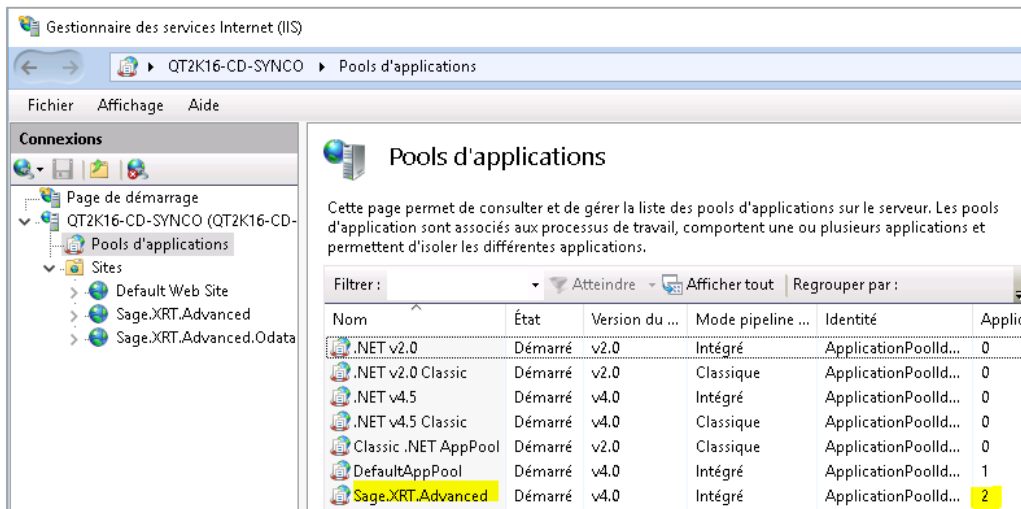 Gestionnaire des services Internet (IIS)
QT2K16-CD-SYNCO ▸ Pools d'applications
Fichier Affichage Aide
Connexions
Page de démarrage
QT2K16-CD-SYNCO (QT2K16-CD-
Pools d'applications
Sites
Default Web Site
Sage.XRT.Advanced
Sage.XRT.Advanced.Odata
Pools d'applications
Cette page permet de consulter et de gérer la liste des pools d'applications sur le serveur. Les pools
d'application sont associés aux processus de travail, comportent une ou plusieurs applications et
permettent d'isoler les différentes applications.
Filtrer : Atteindre Afficher tout Regrouper par :
Nom État Version du ... Mode pipeline ... Identité Applic
.NET v2.0 Démarré v2.0 Intégré ApplicationPoolId... 0
.NET v2.0 Classic Démarré v2.0 Classique ApplicationPoolId... 0
.NET v4.5 Démarré v4.0 Intégré ApplicationPoolId... 0
.NET v4.5 Classic Démarré v4.0 Classique ApplicationPoolId... 0
Classic .NET AppPool Démarré v2.0 Classique ApplicationPoolId... 0
DefaultAppPool Démarré v4.0 Intégré ApplicationPoolId... 1
Sage.XRT.Advanced Démarré v4.0 Intégré ApplicationPoolId... 2